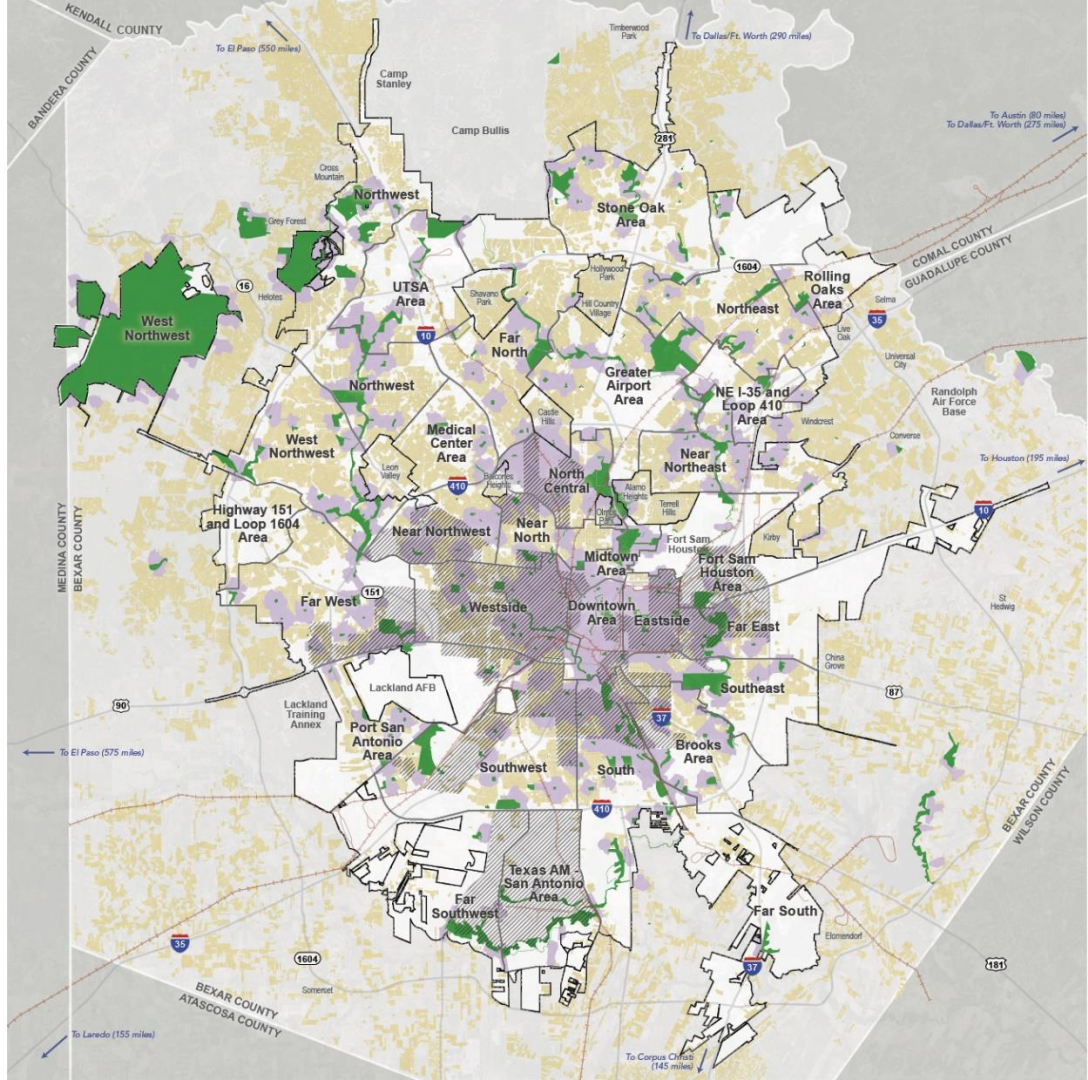 KENDALL COUNTY
BANDERA COUNTY
To El Paso (550 miles)
Camp
Stanley
Camp Bullis
Timberwood
Park
To Dallas/Ft. Worth (290 miles)
To Austin (80 miles)
To Dallas/Ft. Worth (275 miles)
281
Cross
Mountain
Northwest
Grey Forest
Stone Oak
Area
COMAL COUNTY
GUADALUPE COUNTY
1604
16
Helotes
UTSA
Area
Shavano
Park
Hollywood
Park
Hill Country
Village
Rolling
Oaks
Area
Selma
Northeast
35
Live
Oak
Universal
City
West
Northwest
10
Far
North
Northwest
Greater
Airport
Area
NE I-35 and
Loop 410
Area
Randolph
Air Force
Base
Windcrest
Converse
Castle
Hills
Medical
Center
Area
West
Northwest
Leon
Valley
410
Balcones
Heights
North
Central
Near
Northeast
Alamo
Heights
Terrell
Hills
Olmos
Park
To Houston (195 miles)
10
Highway 151
and Loop 1604
Area
Near Northwest
Near
North
Fort Sam
Houston
Kirby
Midtown
Area
Fort Sam
Houston
Area
MEDINA COUNTY
BEXAR COUNTY
Far West
151
Westside
Downtown
Area
Eastside
Far East
St
Hedwig
China
Grove
Lackland AFB
Southeast
87
90
Lackland
Training
Annex
37
Port San
Antonio
Area
Brooks
Area
To El Paso (575 miles)
Southwest
South
410
BEXAR COUNTY
WILSON COUNTY
Texas AM
San Antonio
Area
Far
Southwest
Far South
Elmendorf
35
1604
37
181
Somerset
BEXAR COUNTY
ATASCOSA COUNTY
To Laredo (155 miles)
To Corpus Christi
(145 miles)